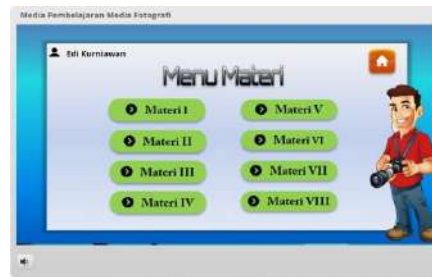 Media Pembelajaran Media Fotografi
Edi Kurniawan
Menu Materi
Materi I
Materi II
Materi III
Materi IV
Materi V
Materi VI
Materi VII
Materi VIII